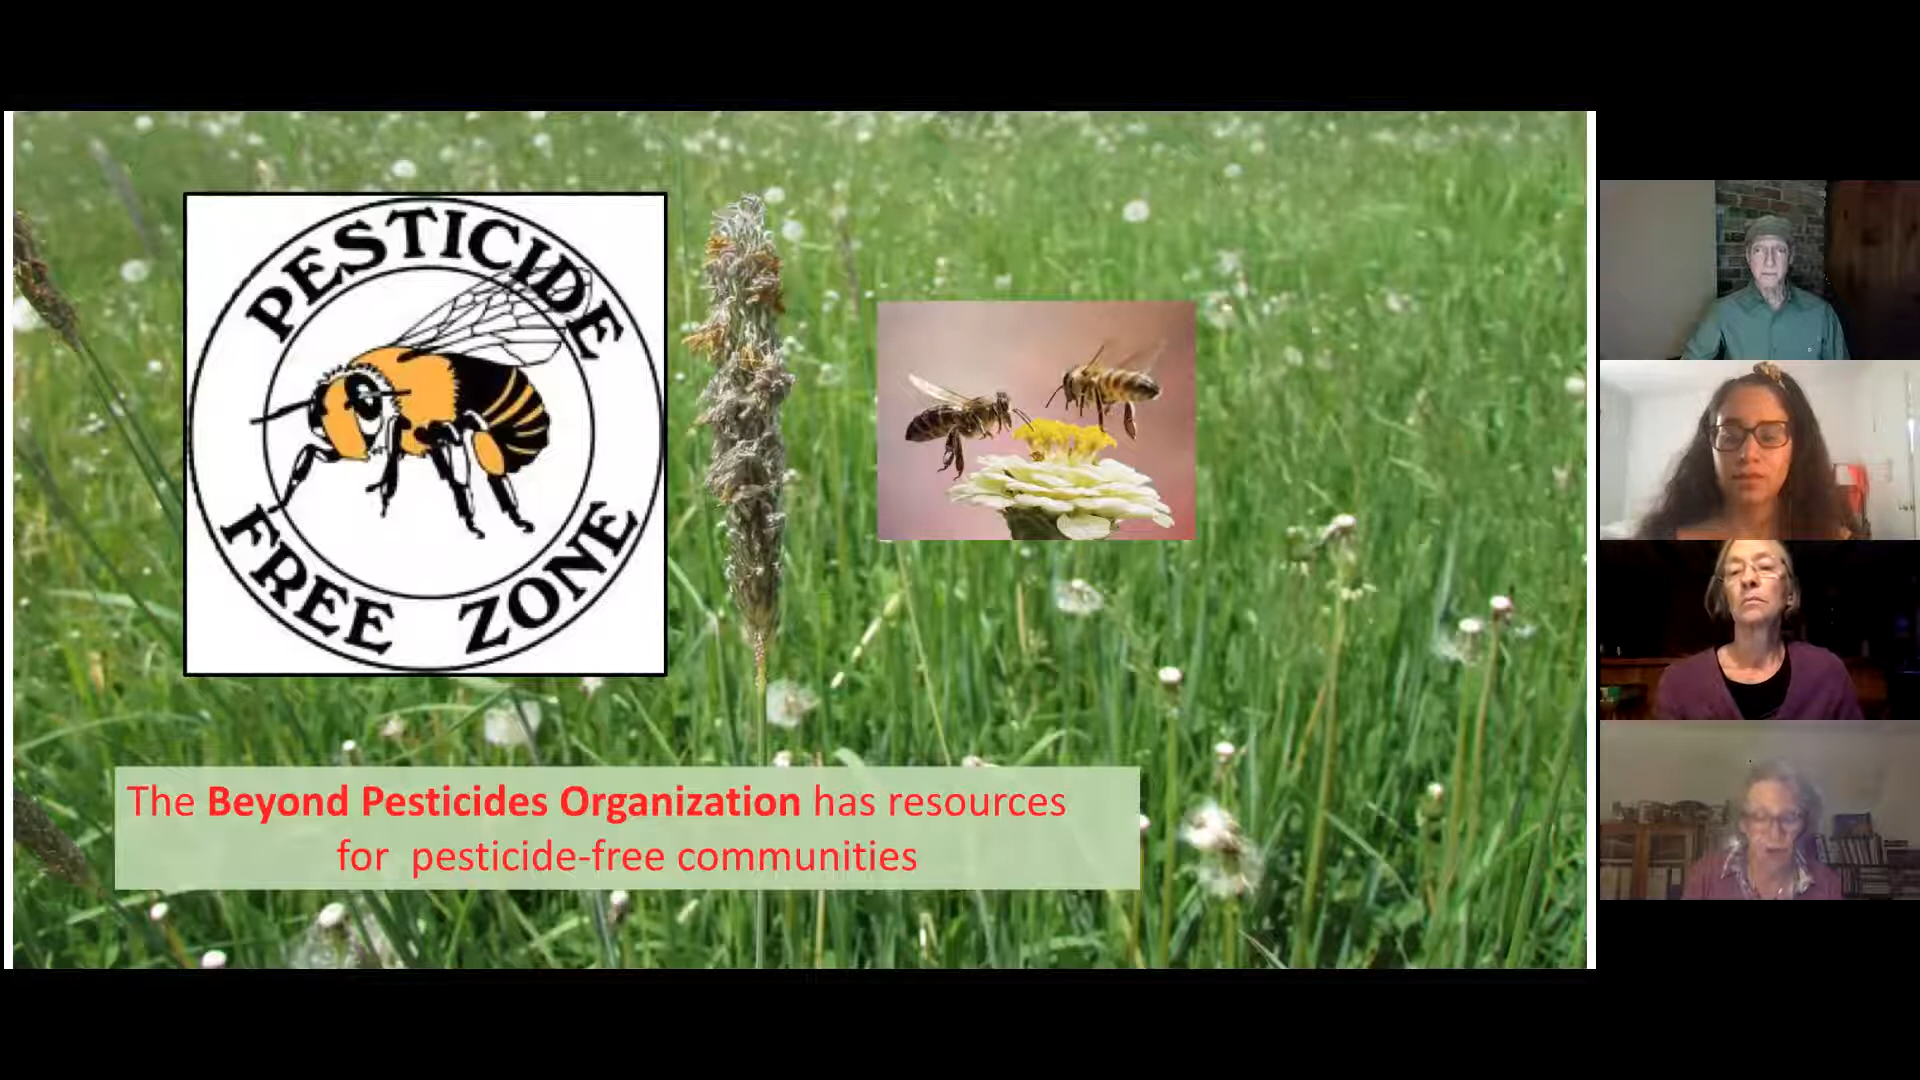 PESTICIDE
FREE ZONE
The Beyond Pesticides Organization has resources
for pesticide-free communities